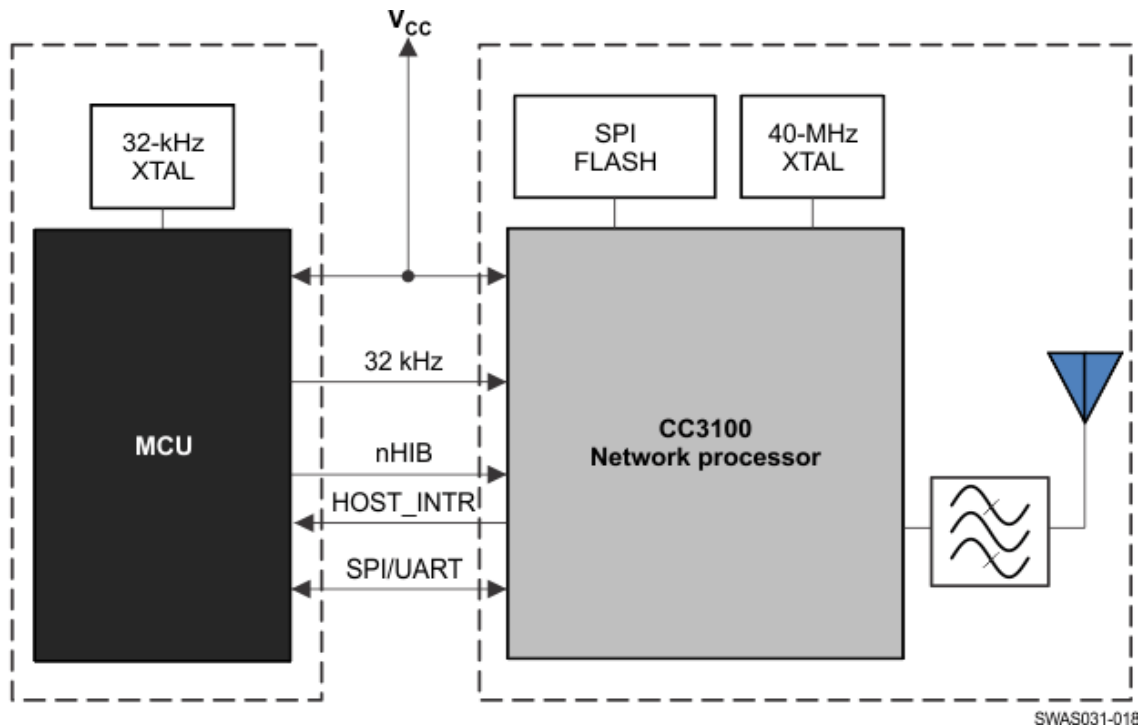 VCC
32-kHz
XTAL
SPI
FLASH
40-MHz
XTAL
32 kHz
MCU
CC3100
Network processor
nHIB
HOST_INTR
SPI/UART
SWAS031-018